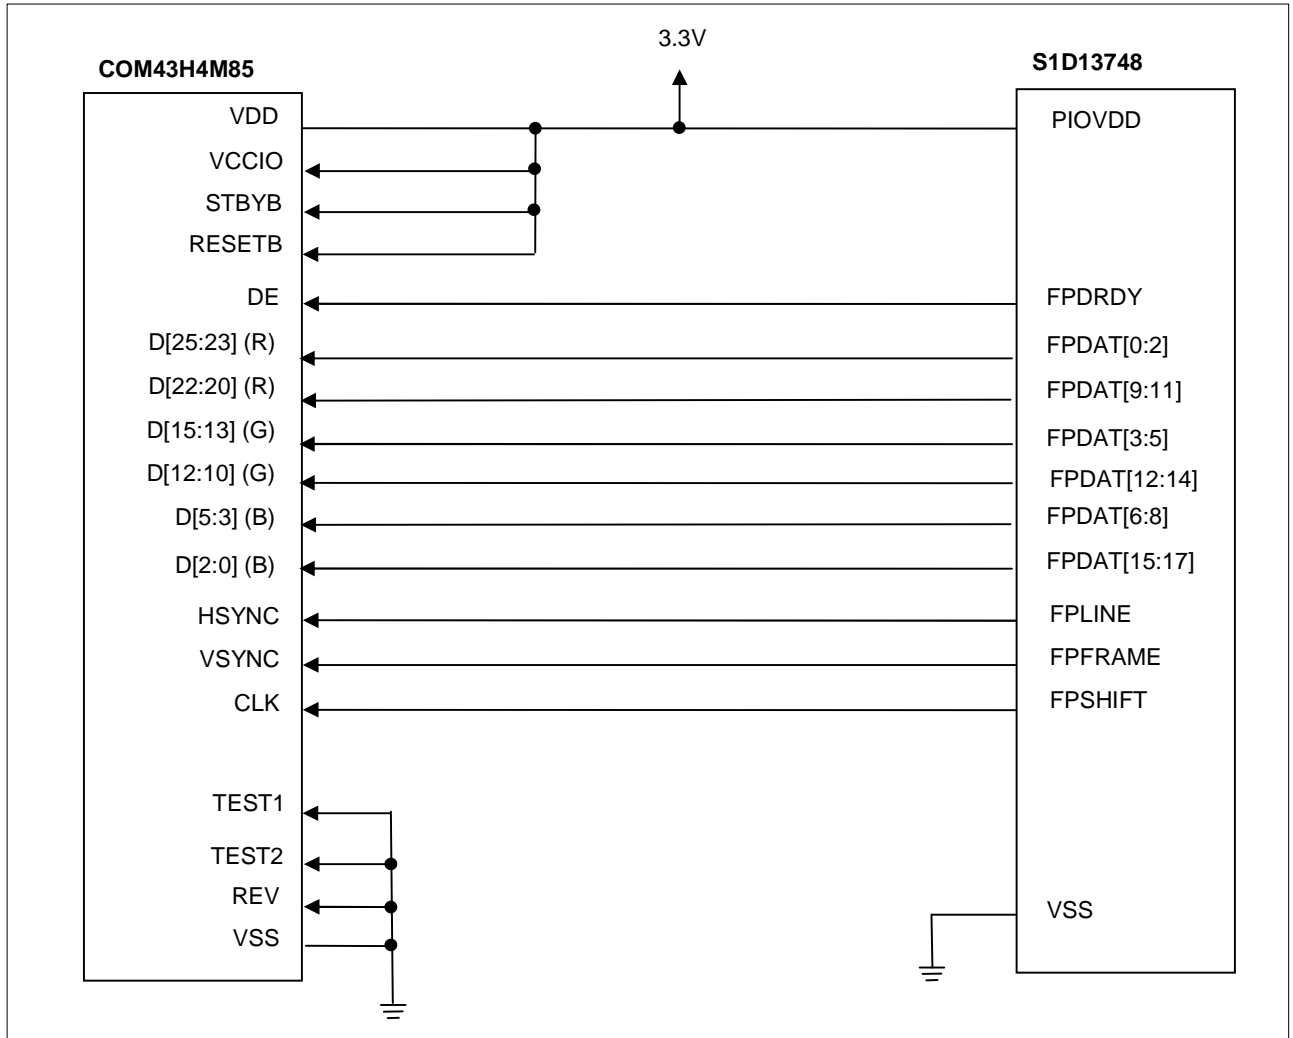 3.3V
COM43H4M85
S1D13748
VDD
PIOVDD
VCCIO
STBYB
RESETB
DE
FPDRDY
D[25:23] (R)
FPDAT[0:2]
D[22:20] (R)
FPDAT[9:11]
D[15:13] (G)
FPDAT[3:5]
D[12:10] (G)
FPDAT[12:14]
D[5:3] (B)
FPDAT[6:8]
D[2:0] (B)
FPDAT[15:17]
HSYNC
FPLINE
VSYNC
FPFRAME
CLK
FPSHIFT
TEST1
TEST2
REV
VSS
VSS